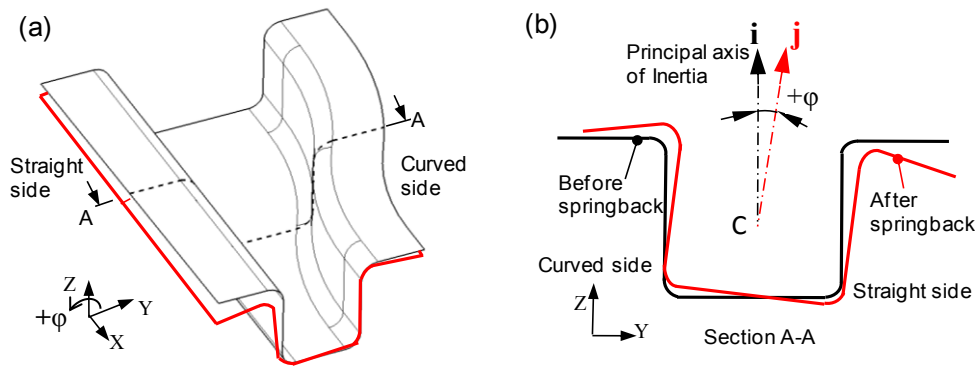 (a)
A
Straight
side
A
Curved
side
Z
Y
X
+φ
(b)
i
j
Principal axis
of Inertia
+φ
Before
springback
C
After
springback
Curved side
Straight side
Z
Y
Section A-A